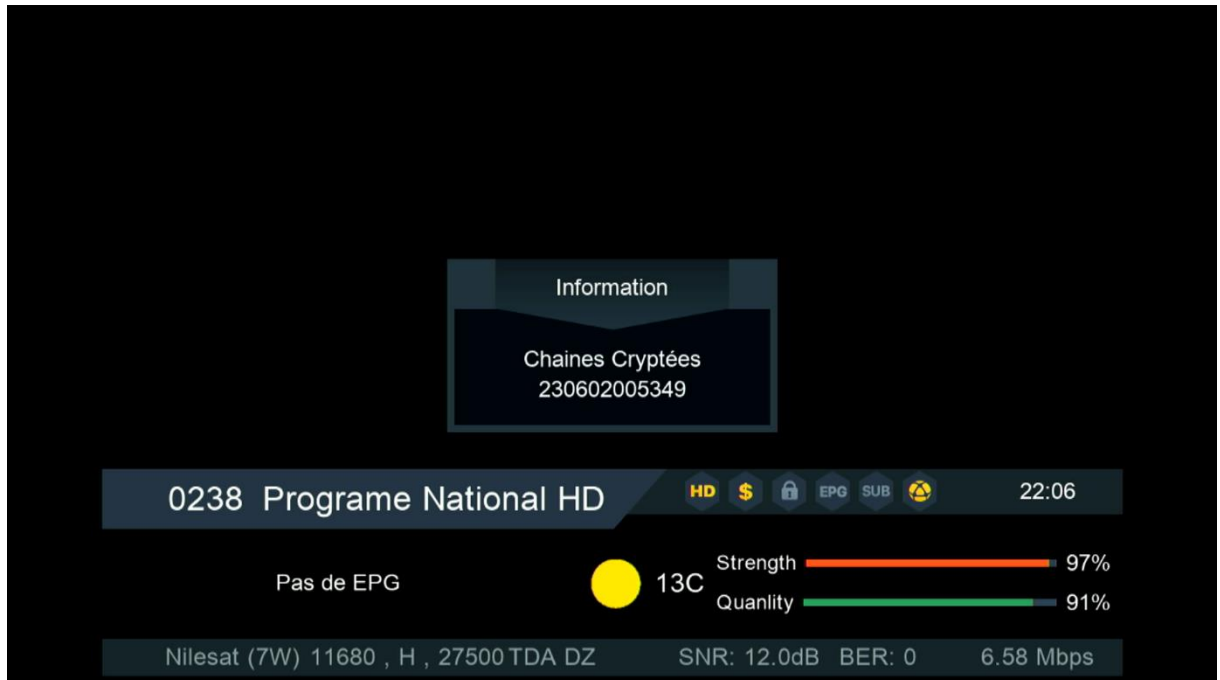 Information
Chaines Cryptées
230602005349
0238 Programe National HD
HD $ EPG SUB
22:06
Pas de EPG
13C
Strength 97%
Quanlity 91%
Nilesat (7W) 11680 , H , 27500 TDA DZ
SNR: 12.0dB BER: 0
6.58 Mbps